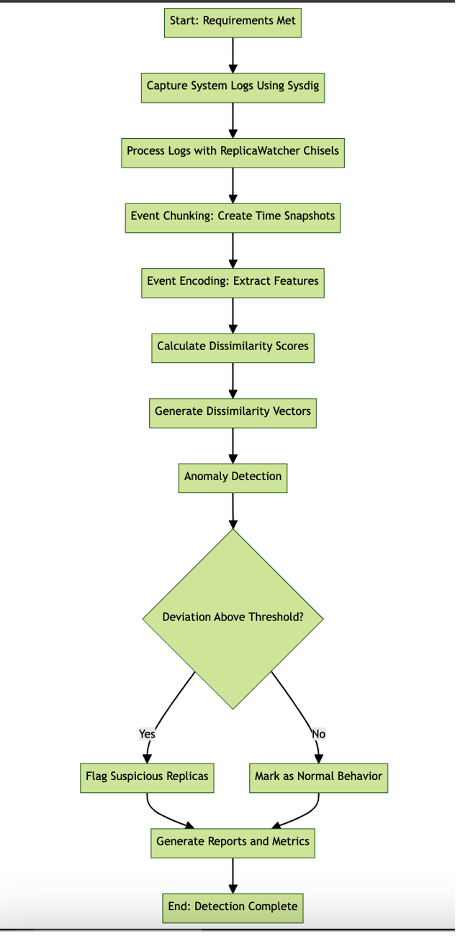 Start: Requirements Met
Capture System Logs Using Sysdig
Process Logs with ReplicaWatcher Chisels
Event Chunking: Create Time Snapshots
Event Encoding: Extract Features
Calculate Dissimilarity Scores
Generate Dissimilarity Vectors
Anomaly Detection
Deviation Above Threshold?
Yes
No
Flag Suspicious Replicas
Mark as Normal Behavior
Generate Reports and Metrics
End: Detection Complete